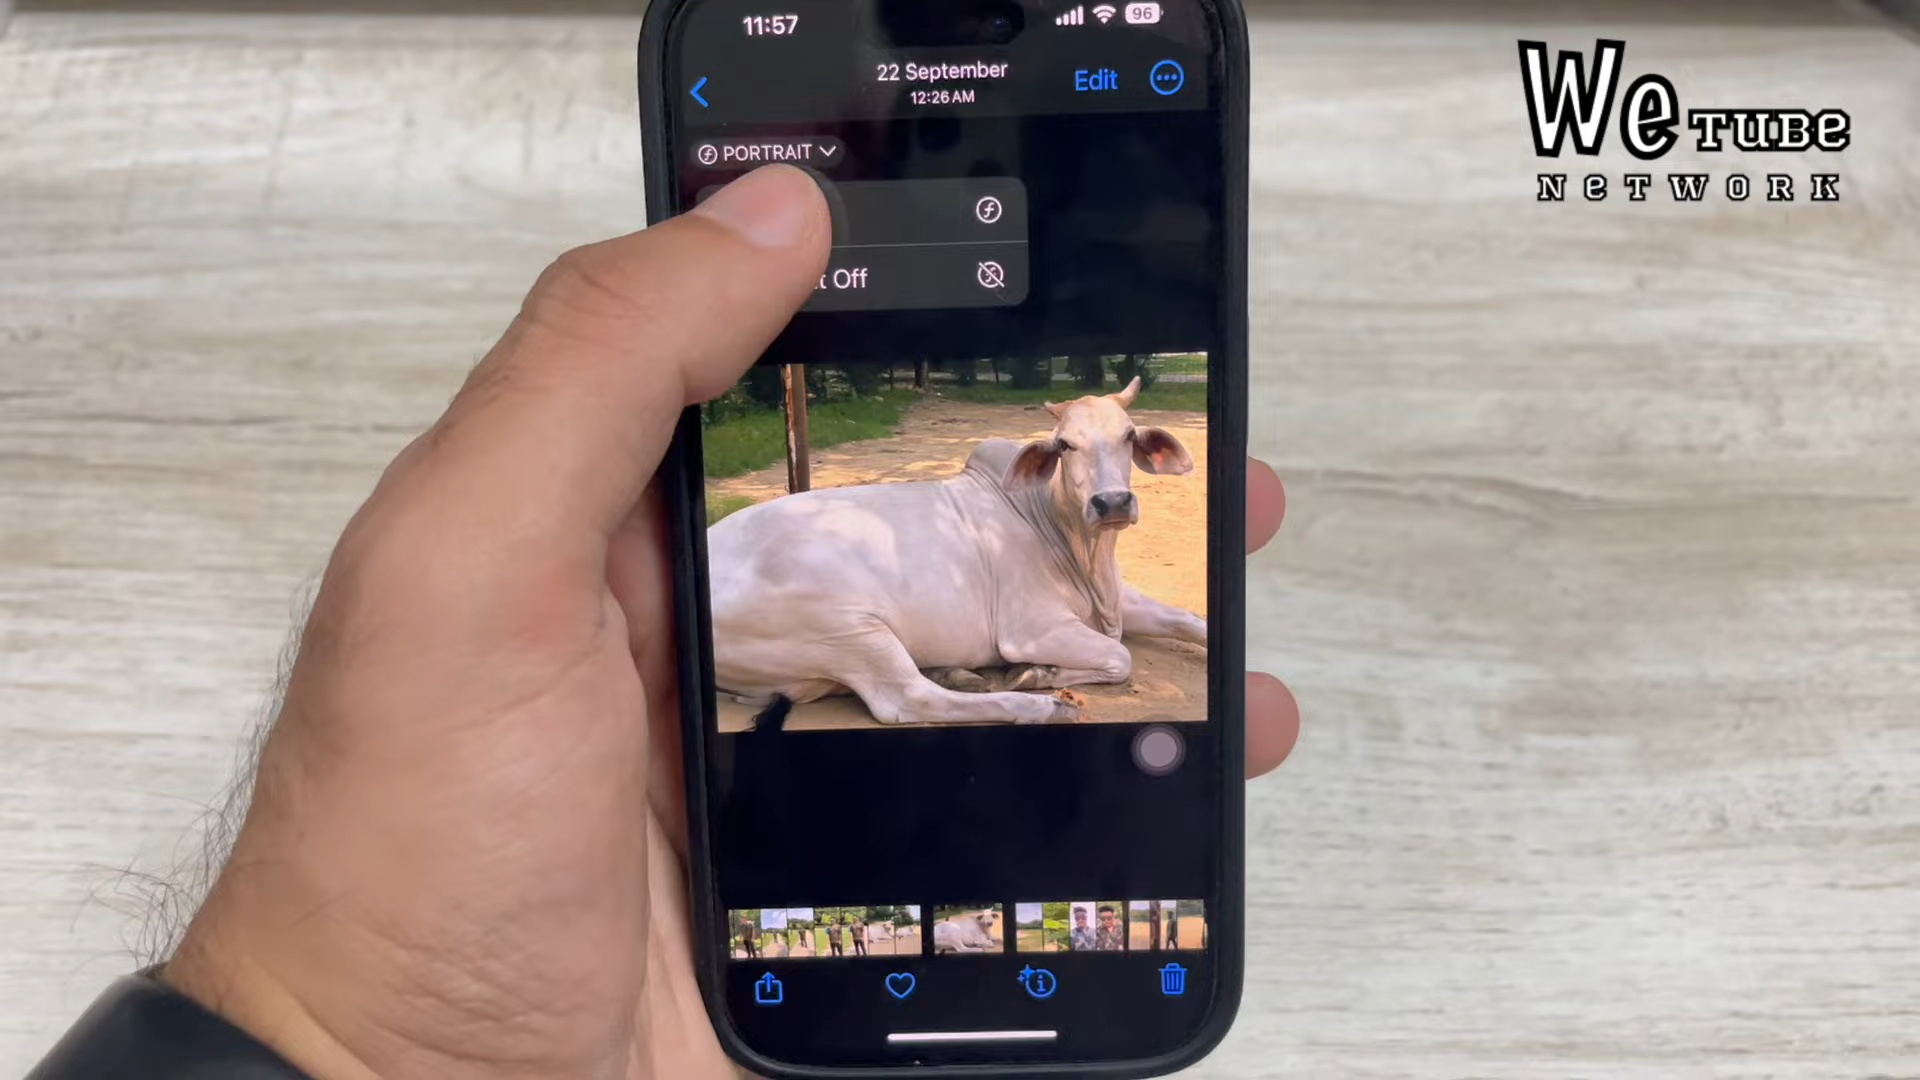 11:57
96
22 September
12:26 AM
Edit
PORTRAIT
Off
We TUBe
NeTWORK